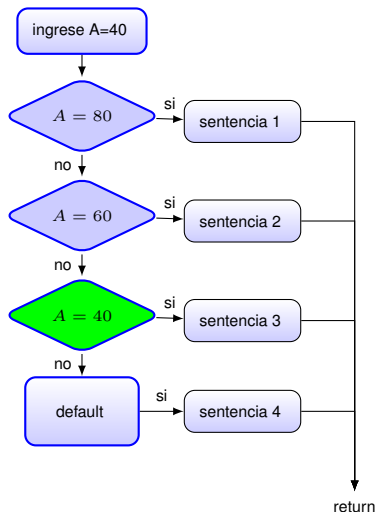 ingrese A=40
A = 80
si
sentencia 1
no
A = 60
si
sentencia 2
no
A = 40
si
sentencia 3
no
default
si
sentencia 4
return